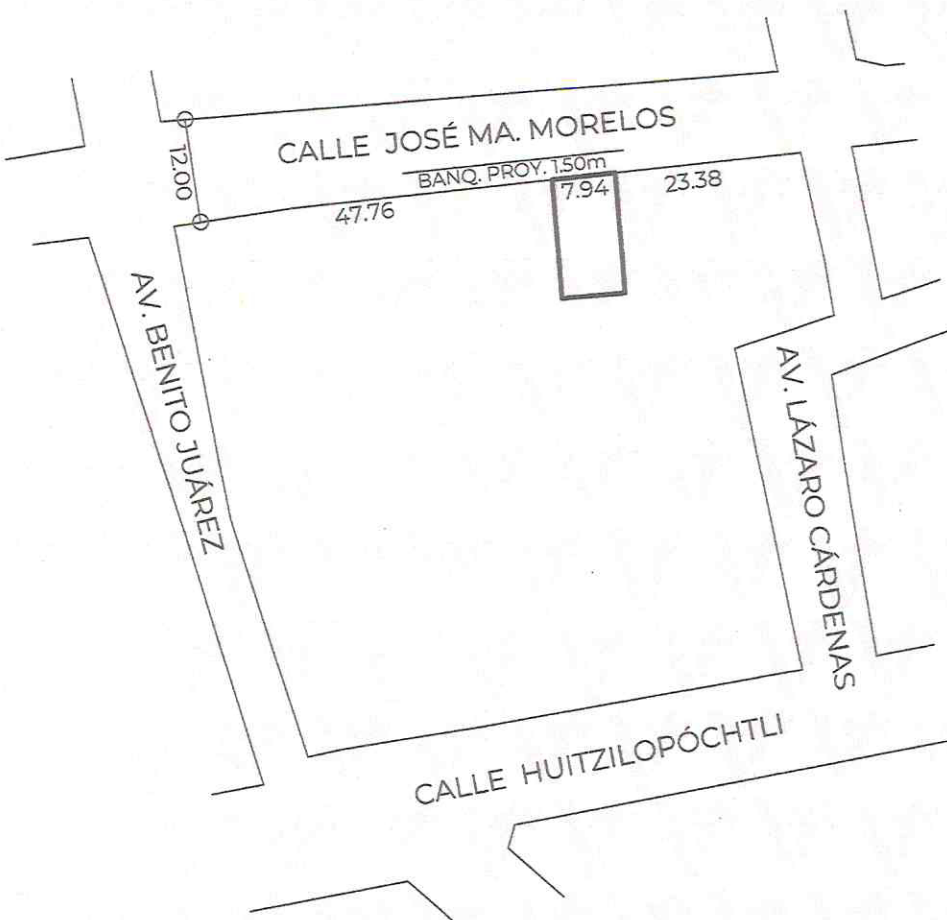 CALLE JOSÉ MA. MORELOS
12.00
BANQ. PROY. 1.50m
47.76
7.94
23.38
AV. BENITO JUÁREZ
AV. LÁZARO CÁRDENAS
CALLE HUITZILOPÓCHTLI